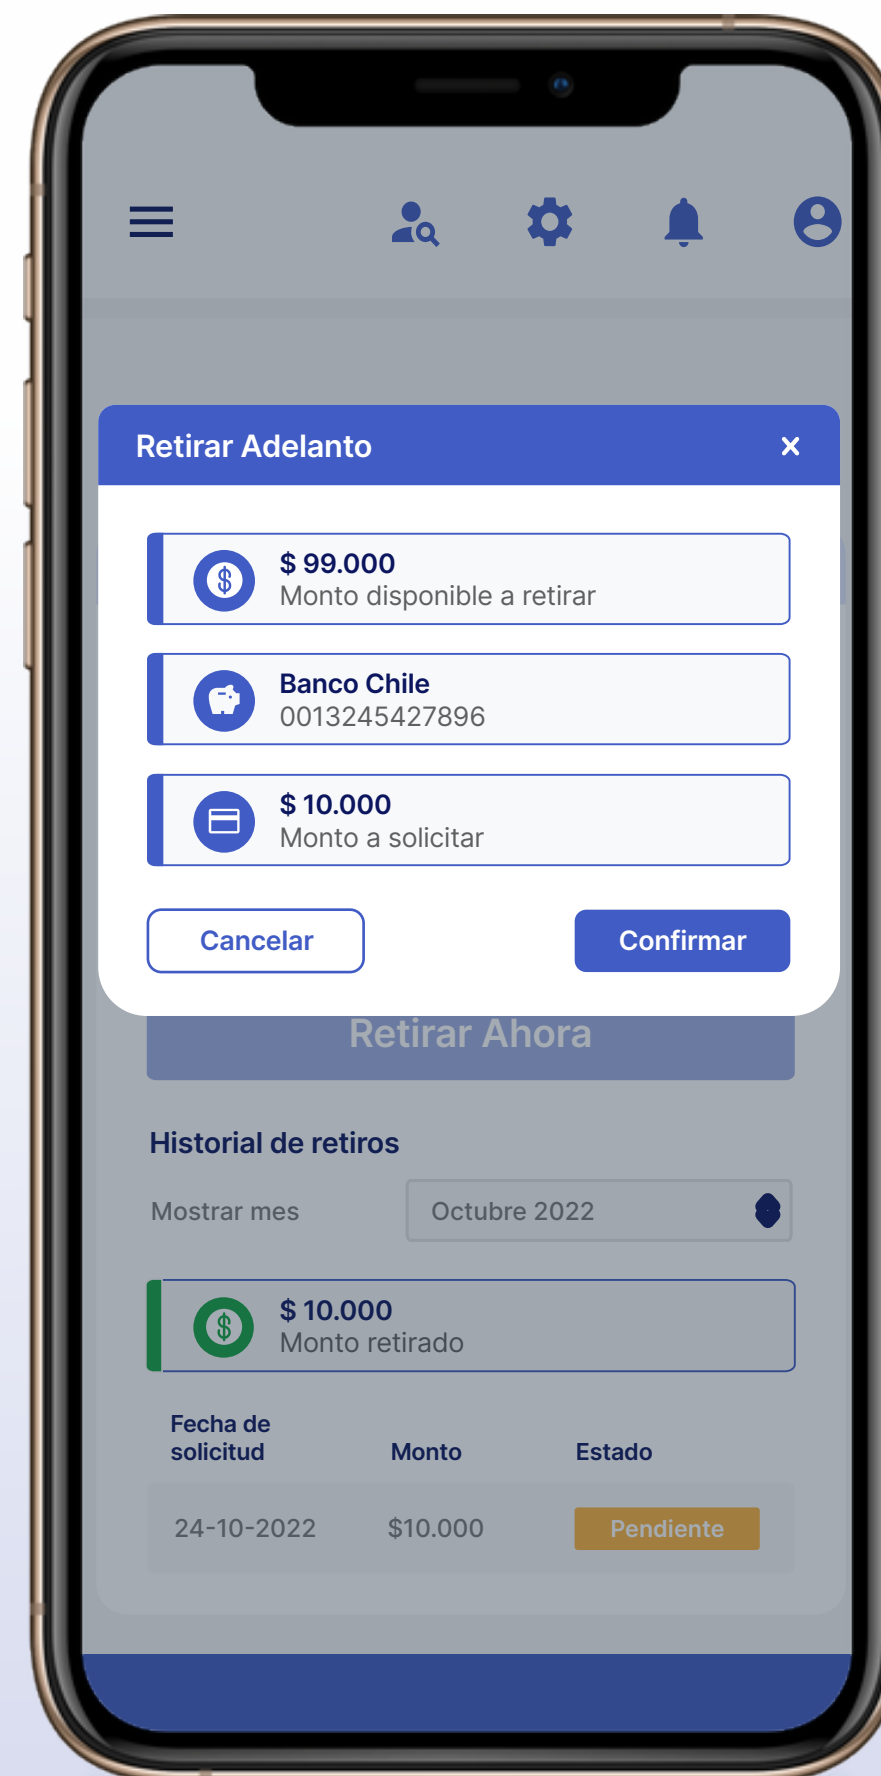 Retirar Adelanto
$ 99.000
Monto disponible a retirar
Banco Chile
0013245427896
$ 10.000
Monto a solicitar
Cancelar
Confirmar
Retirar Ahora
Historial de retiros
Mostrar mes
Octubre 2022
$ 10.000
Monto retirado
Fecha de
solicitud
Monto
Estado
24-10-2022
$10.000
Pendiente